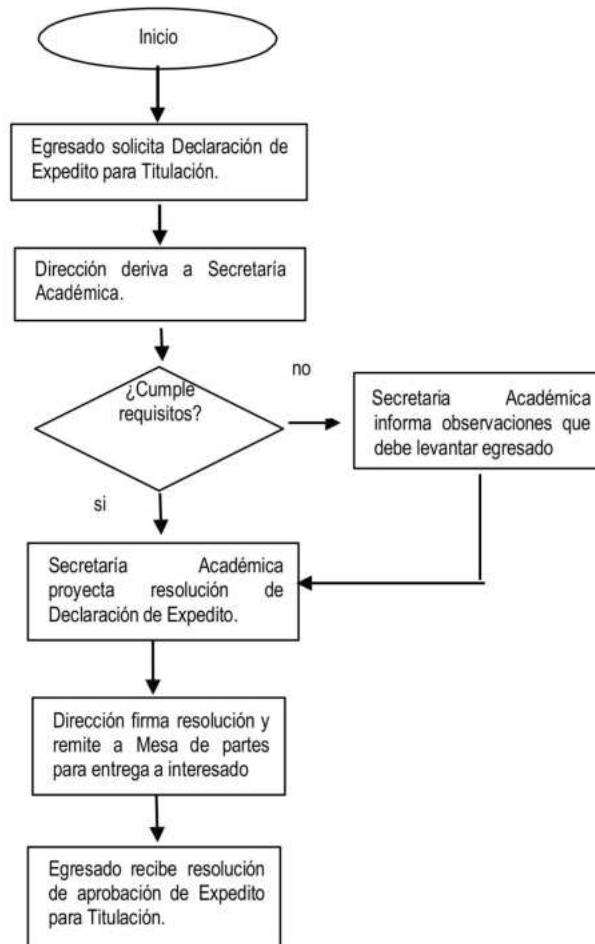 Inicio
Egresado solicita Declaración de
Expedito para Titulación.
Dirección deriva a Secretaría
Académica.
¿Cumple
requisitos?
no
Secretaria Académica
informa observaciones que
debe levantar egresado
si
Secretaría Académica
proyecta resolución de
Declaración de Expedito.
Dirección firma resolución y
remite a Mesa de partes
para entrega a interesado
Egresado recibe resolución
de aprobación de Expedito
para Titulación.